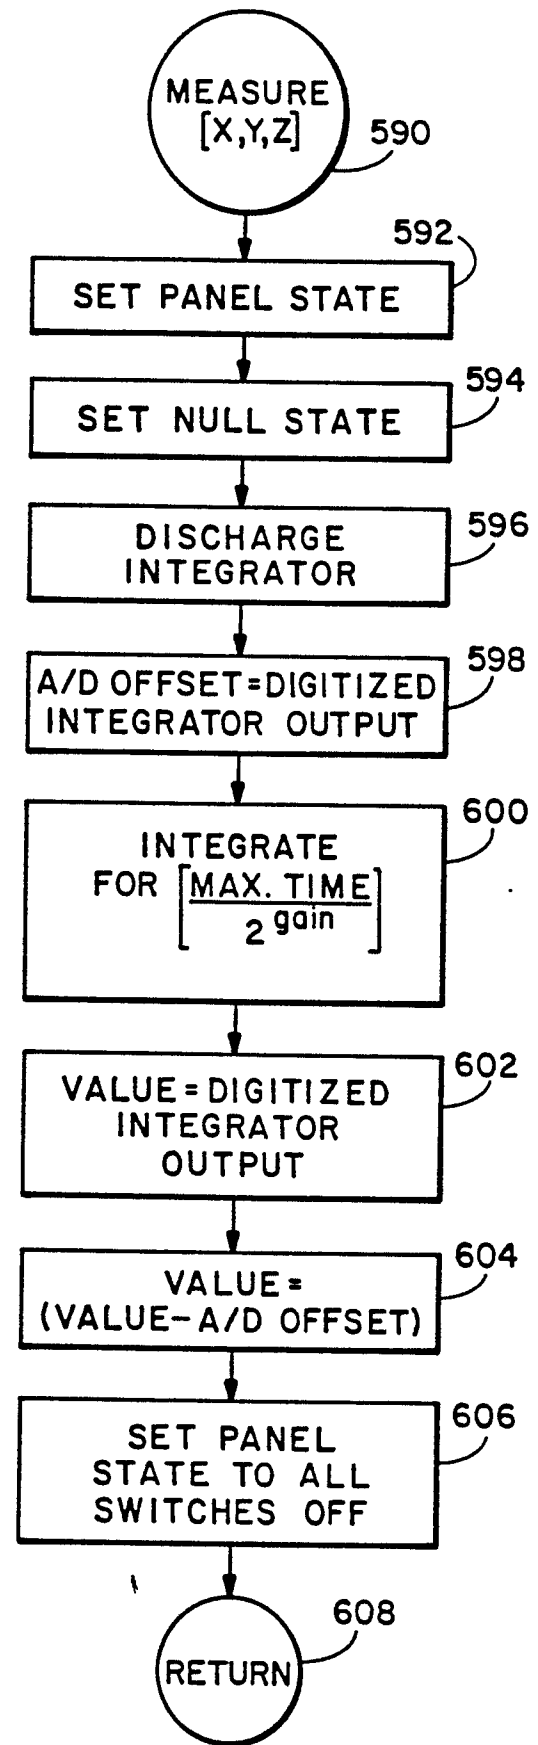 MEASURE
[X,Y,Z]
590
592
SET PANEL STATE
594
SET NULL STATE
596
DISCHARGE
INTEGRATOR
598
A/D OFFSET=DIGITIZED
INTEGRATOR OUTPUT
600
INTEGRATE
FOR [MAX. TIME
2 gain]
602
VALUE=DIGITIZED
INTEGRATOR
OUTPUT
604
VALUE=
(VALUE-A/D OFFSET)
606
SET PANEL
STATE TO ALL
SWITCHES OFF
608
RETURN